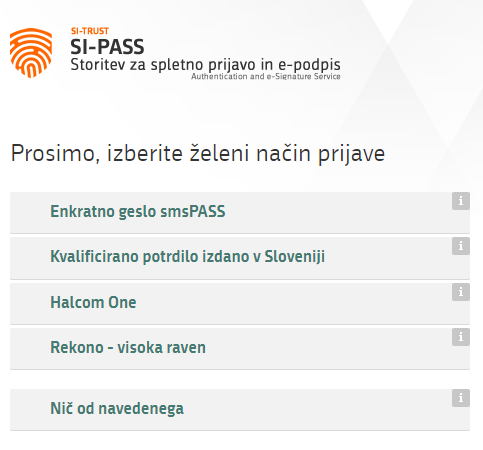 SI-TRUST
SI-PASS
Storitev za spletno prijavo in e-podpis
Authentication and e-Signature Service
Prosimo, izberite želeni način prijave
Enkratno geslo smsPASS
i
Kvalificirano potrdilo izdano v Sloveniji
i
Halcom One
i
Rekono - visoka raven
i
Nič od navedenega
i